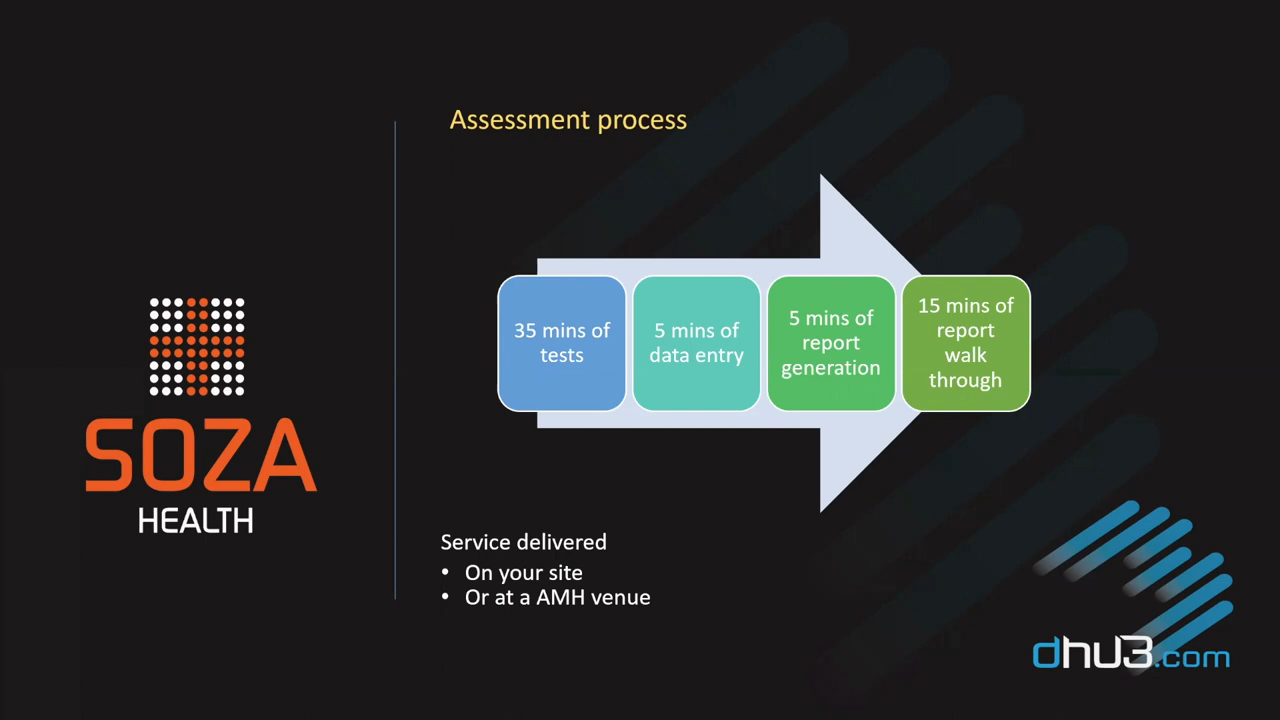 Assessment process
35 mins of
tests
5 mins of
data entry
5 mins of
report
generation
15 mins of
report
walk
through
SOZA
HEALTH
Service delivered
• On your site
• Or at a AMH venue
dhu3.com